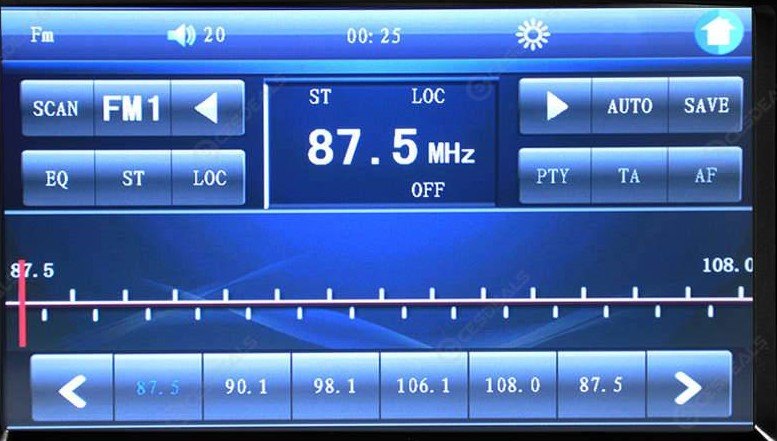 Fm 20 00:25
SCAN FM1 ST LOC AUTO SAVE
87.5 MHz
EQ ST LOC OFF PTY TA AF
87.5 108.0
87.5 90.1 98.1 106.1 108.0 87.5
CESDEALS